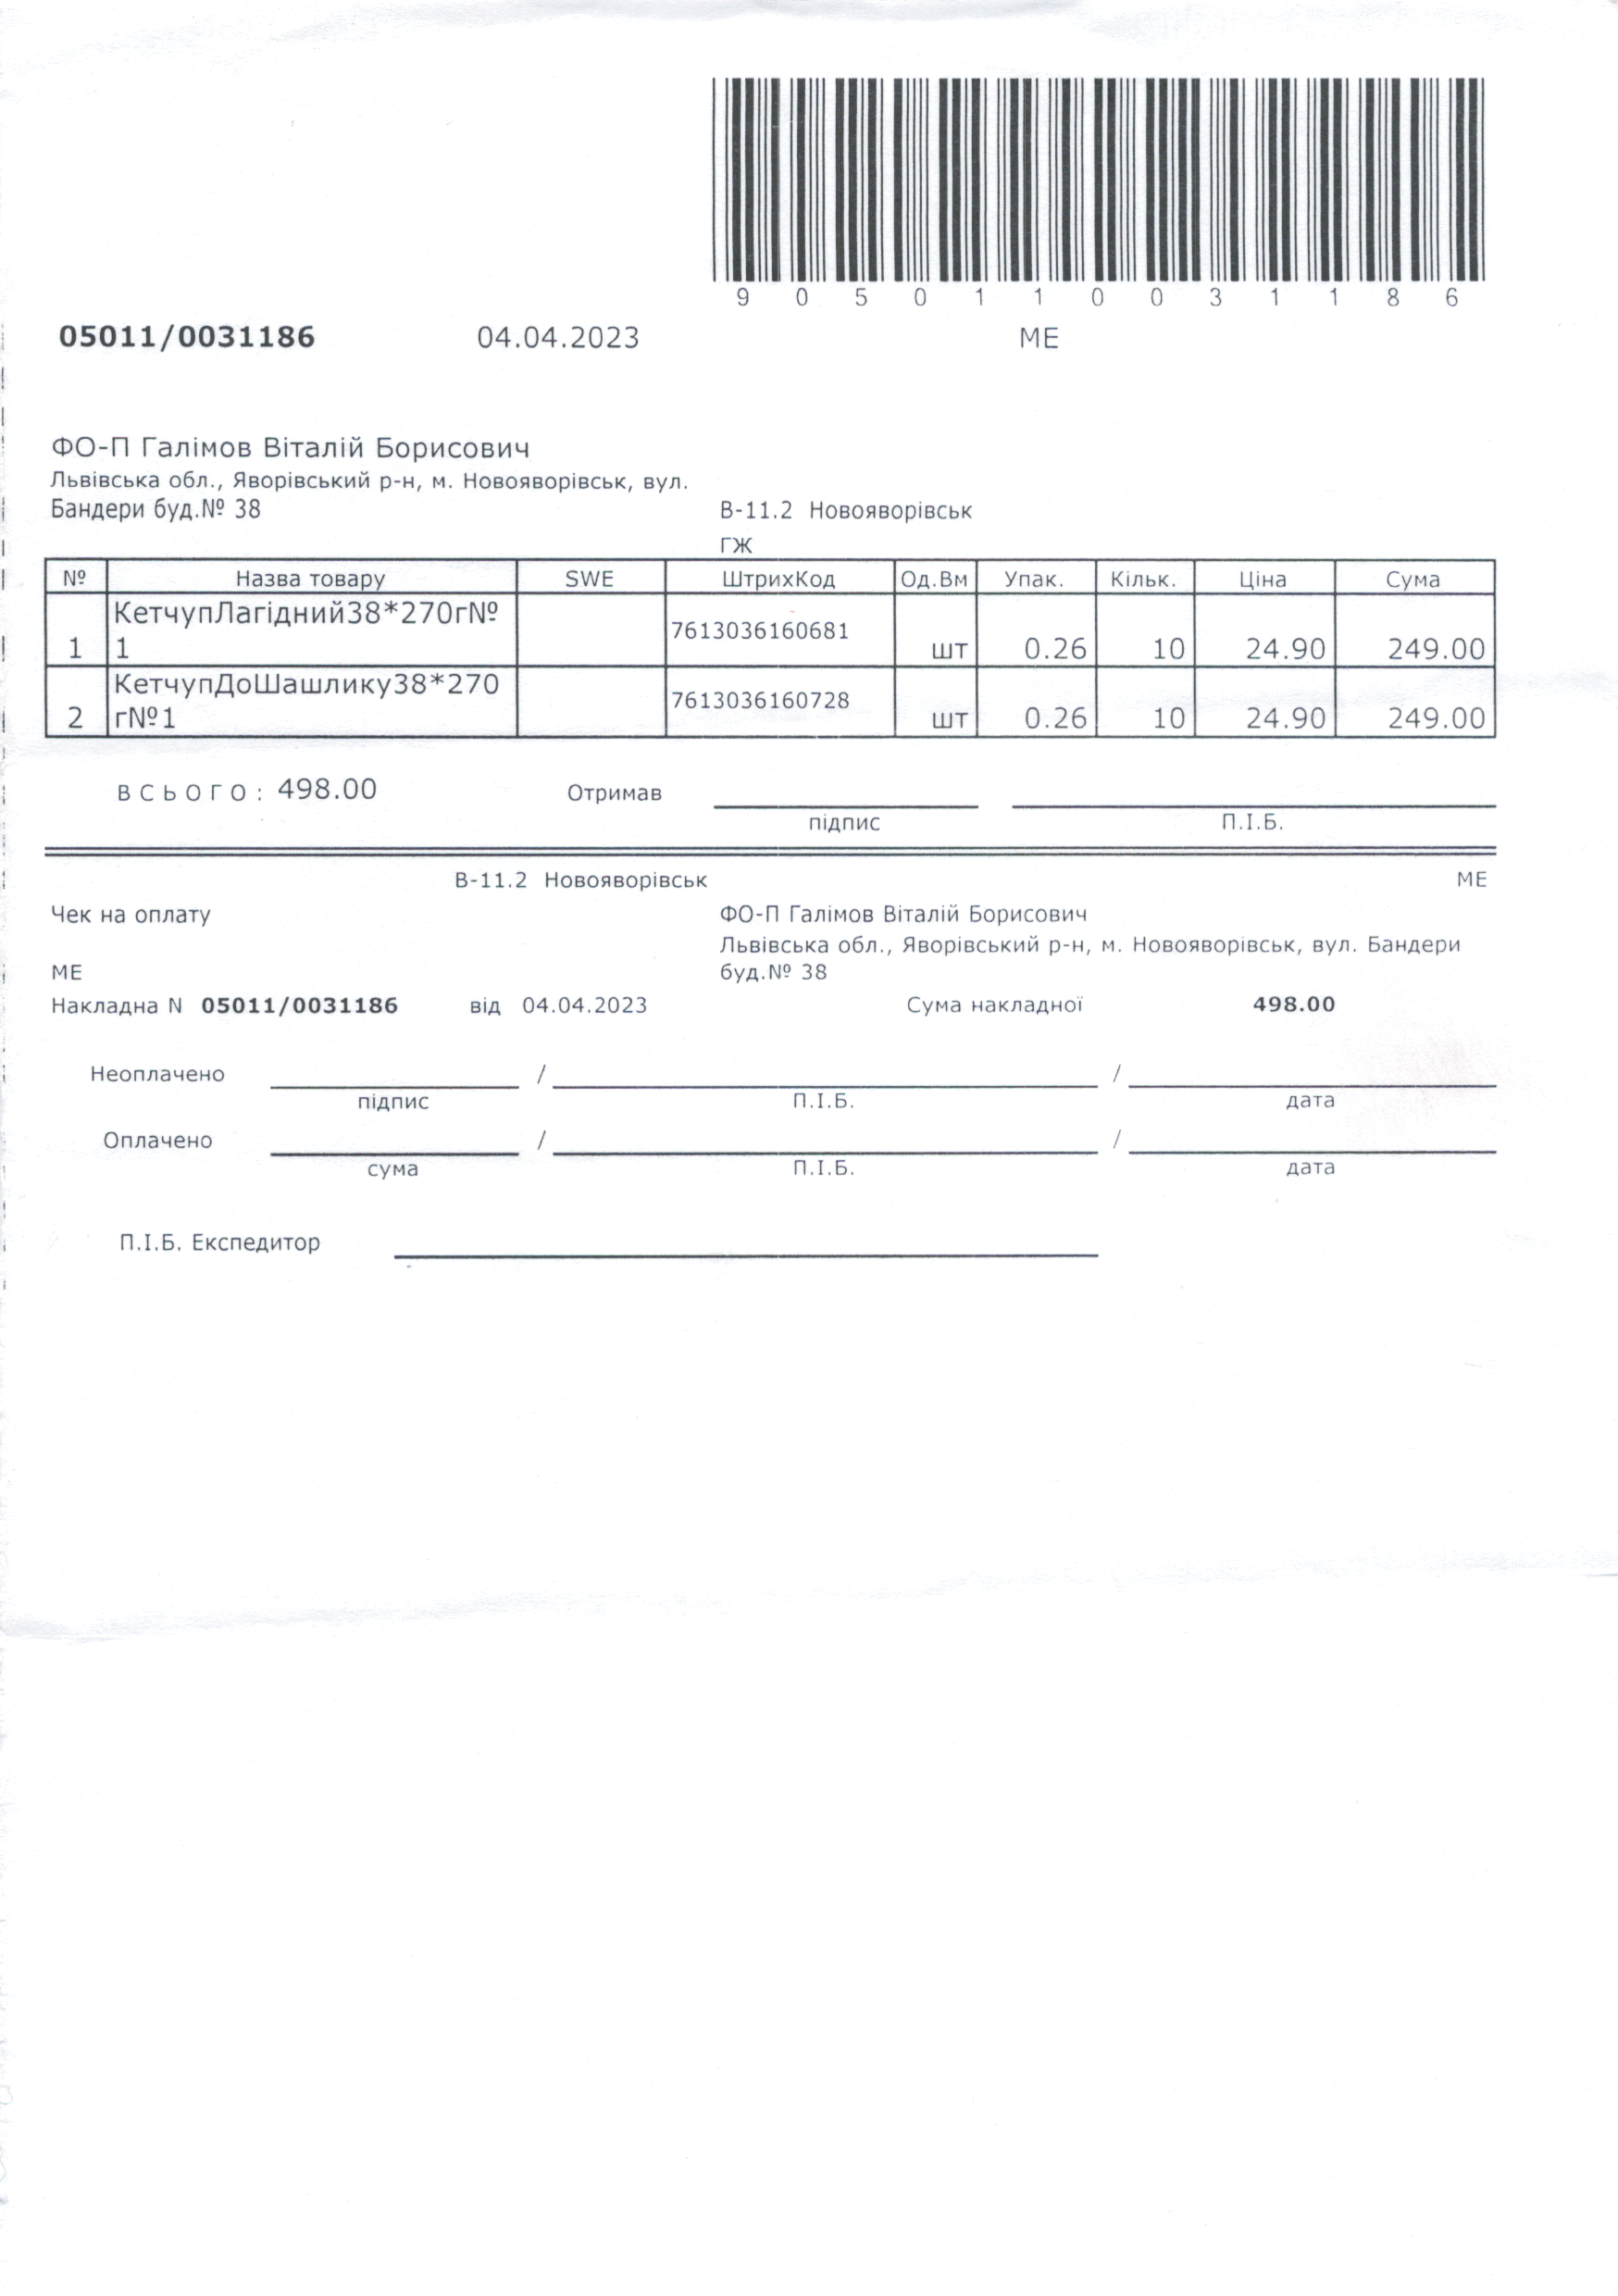 9 0 5 0 1 1 0 0 3 1 1 8 6
05011/0031186 04.04.2023 МЕ
ФО-П Галімов Віталій Борисович
Львівська обл., Яворівський р-н, м. Новояворівськ, вул.
Бандери буд.№ 38 В-11.2 Новояворівськ
ГЖ
№ Назва товару SWE ШтрихКод Од.Вм Упак. Кільк. Ціна Сума
КетчупЛагідний38*270г№
1 1 7613036160681 шт 0.26 10 24.90 249.00
КетчупДоШашлику38*270
2 г№1 7613036160728 шт 0.26 10 24.90 249.00
ВСЬОГО: 498.00 Отримав
підпис П.І.Б.
В-11.2 Новояворівськ МЕ
Чек на оплату ФО-П Галімов Віталій Борисович
Львівська обл., Яворівський р-н, м. Новояворівськ, вул. Бандери
МЕ буд.№ 38
Накладна N 05011/0031186 від 04.04.2023 Сума накладної 498.00
Неоплачено / /
підпис П.І.Б. дата
Оплачено / /
сума П.І.Б. дата
П.І.Б. Експедитор